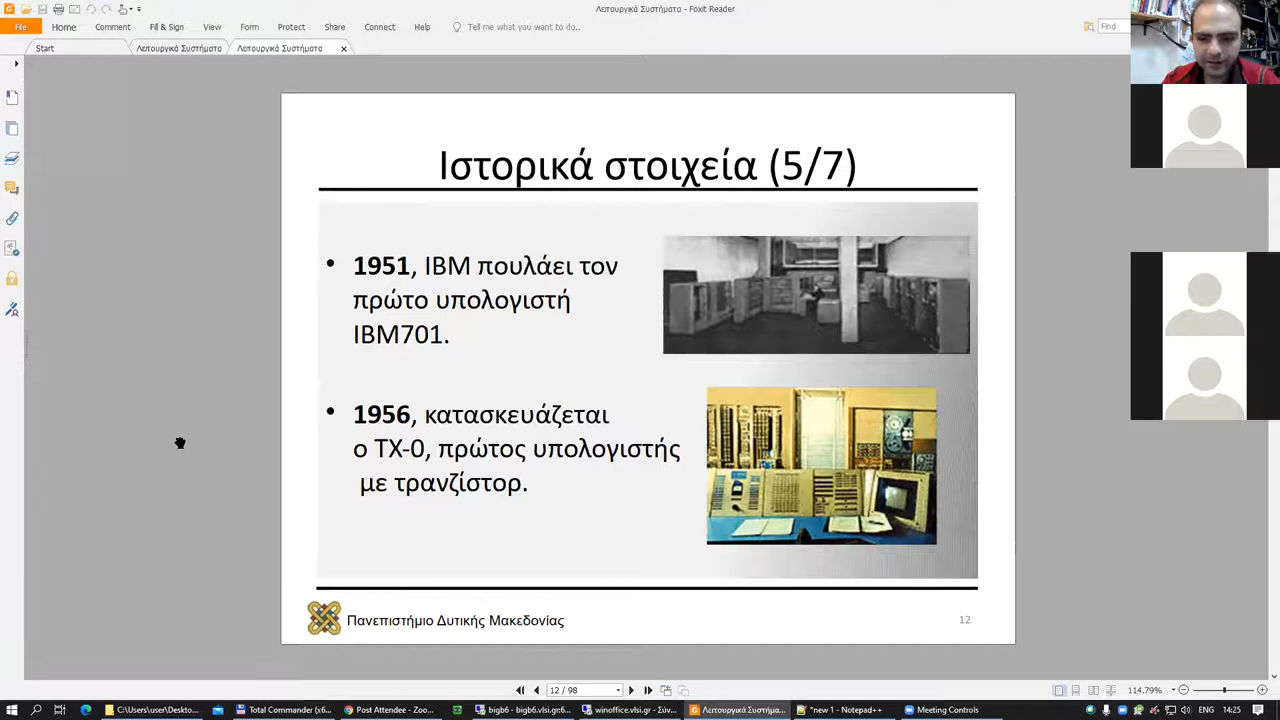 Λειτουργικά Συστήματα - Foxit Reader
File Home Comment Fill & Sign View Form Protect Share Connect Help Tell me what you want to do.. Find
Start Λειτουργικά Συστήματα Λειτουργικά Συστήματα
Ιστορικά στοιχεία (5/7)
• 1951, IBM πουλάει τον
πρώτο υπολογιστή
IBM701.
• 1956, κατασκευάζεται
ο TX-0, πρώτος υπολογιστής
με τρανζίστορ.
Πανεπιστήμιο Δυτικής Μακεδονίας
12
12 / 98
114.79%
C:\Users\user\Deskto... Total Commander (x6... Post Attendee - Zoo... bigb6 - bigb6.vlsi.gr:6... winoffice.vlsi.gr - Σύν... Λειτουργικά Συστήμα... *new 1 - Notepad++ Meeting Controls ENG 14:25